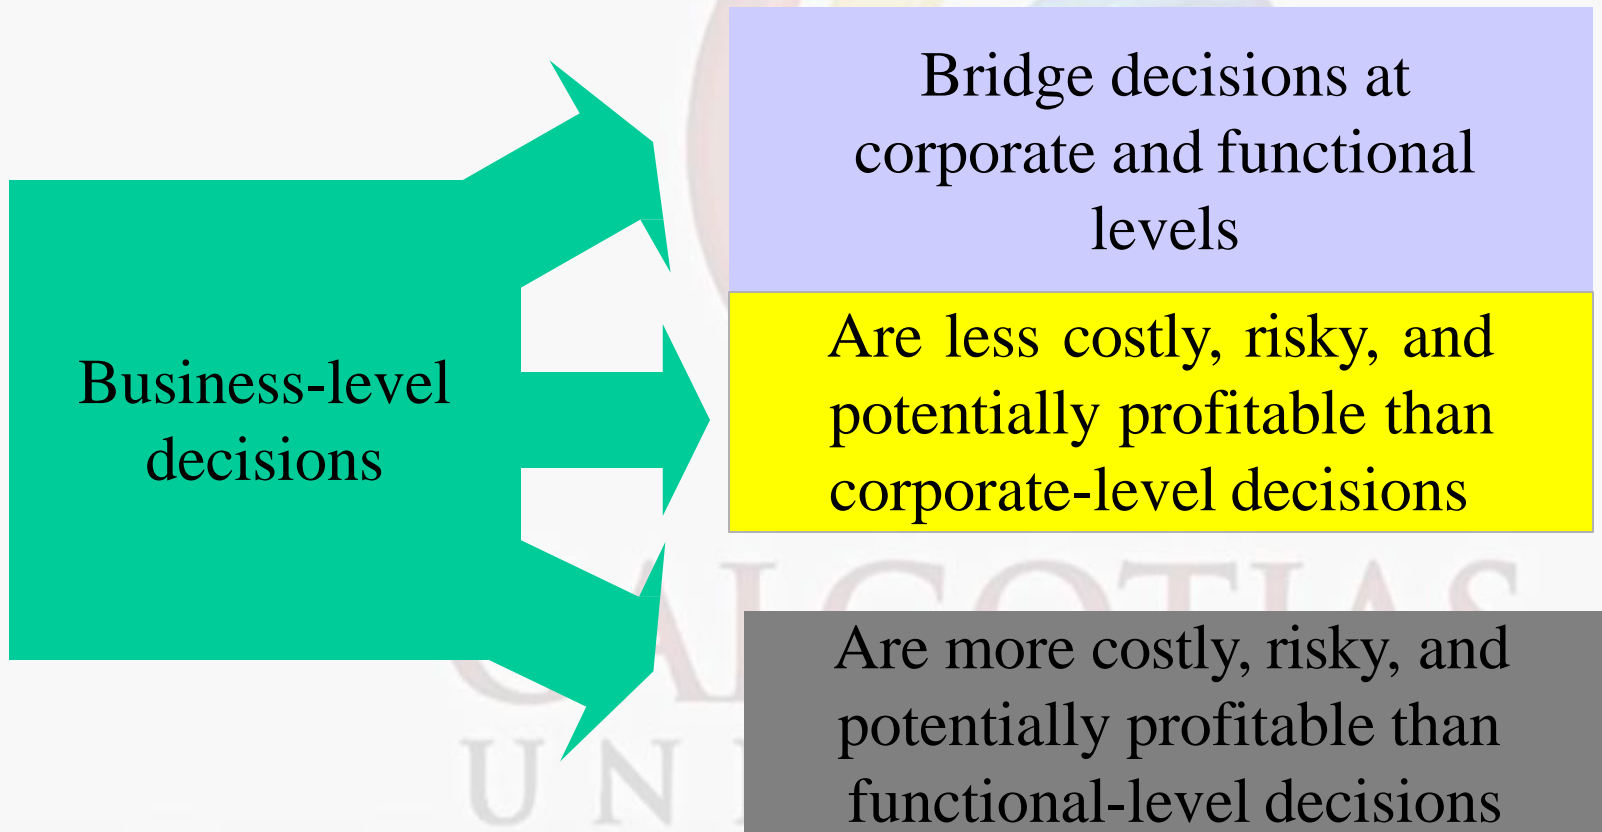 Business-level
decisions
Bridge decisions at
corporate and functional
levels
Are less costly, risky, and
potentially profitable than
corporate-level decisions
Are more costly, risky, and
potentially profitable than
functional-level decisions